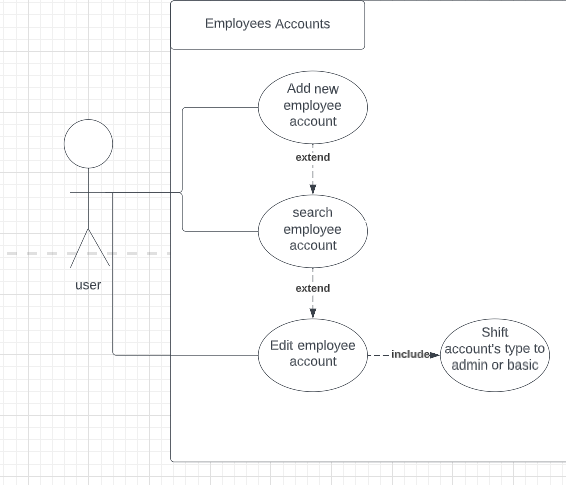 Employees Accounts
Add new
employee
account
extend
search
employee
account
user
extend
Edit employee
account
include
Shift
account's type to
admin or basic